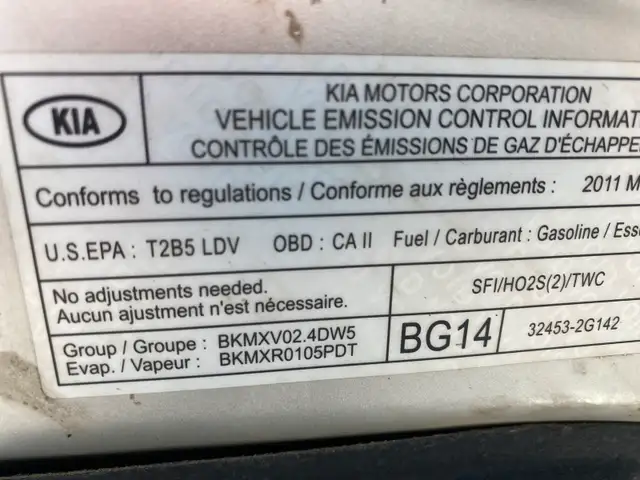 KIA
KIA MOTORS CORPORATION
VEHICLE EMISSION CONTROL INFORMAT
CONTRÔLE DES ÉMISSIONS DE GAZ D'ÉCHAPPE
Conforms to regulations / Conforme aux règlements : 2011 M
U.S.EPA : T2B5 LDV OBD : CA II Fuel / Carburant : Gasoline / Esse
No adjustments needed.
Aucun ajustment n'est nécessaire.
SFI/HO2S(2)/TWC
Group / Groupe : BKMXV02.4DW5
Evap. / Vapeur : BKMXR0105PDT
BG14
32453-2G142